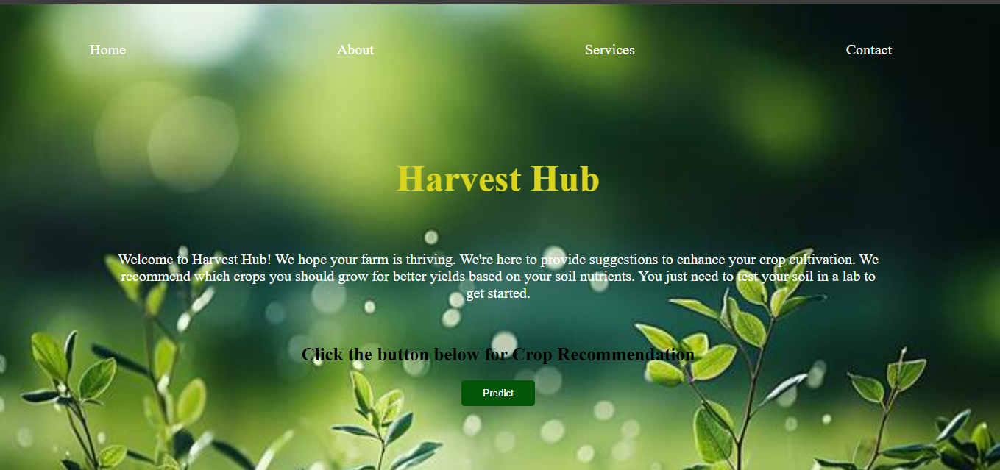 Home About Services Contact
Harvest Hub
Welcome to Harvest Hub! We hope your farm is thriving. We're here to provide suggestions to enhance your crop cultivation. We
recommend which crops you should grow for better yields based on your soil nutrients. You just need to test your soil in a lab to
get started.
Click the button below for Crop Recommendation
Predict